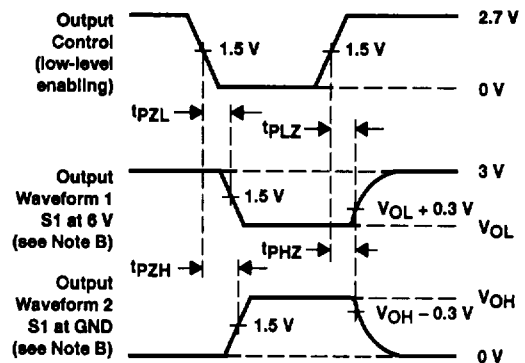 Output
Control
(low-level
enabling)
2.7 V
1.5 V
1.5 V
0 V
tPZL
tPLZ
Output
Waveform 1
S1 at 6 V
(see Note B)
3 V
1.5 V
VOL + 0.3 V
VOL
tPZH
tPHZ
Output
Waveform 2
S1 at GND
(see Note B)
VOH
1.5 V
VOH − 0.3 V
0 V